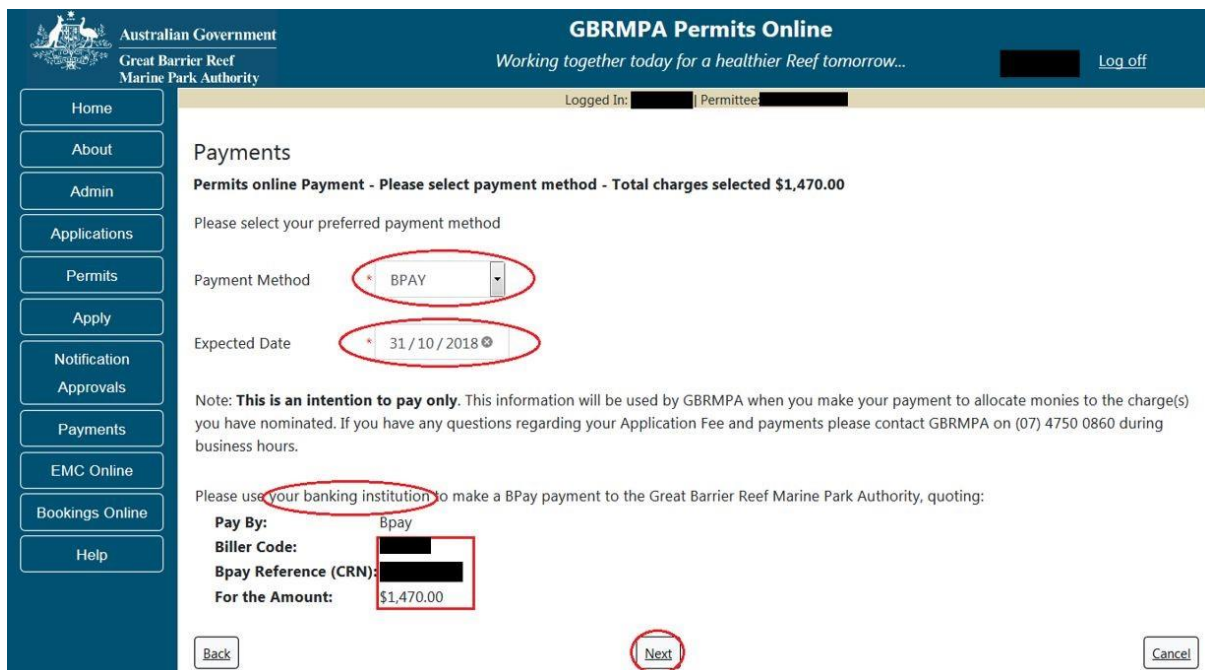 Australian Government
Great Barrier Reef
Marine Park Authority
GBRMPA Permits Online
Working together today for a healthier Reef tomorrow...
Log off
Logged In: | Permittee:
Home
About
Admin
Applications
Permits
Apply
Notification
Approvals
Payments
EMC Online
Bookings Online
Help
Payments
Permits online Payment - Please select payment method - Total charges selected $1,470.00
Please select your preferred payment method
Payment Method * BPAY
Expected Date * 31/10/2018
Note: This is an intention to pay only. This information will be used by GBRMPA when you make your payment to allocate monies to the charge(s)
you have nominated. If you have any questions regarding your Application Fee and payments please contact GBRMPA on (07) 4750 0860 during
business hours.
Please use your banking institution to make a BPay payment to the Great Barrier Reef Marine Park Authority, quoting:
Pay By: Bpay
Biller Code:
Bpay Reference (CRN):
For the Amount: $1,470.00
Back
Next
Cancel